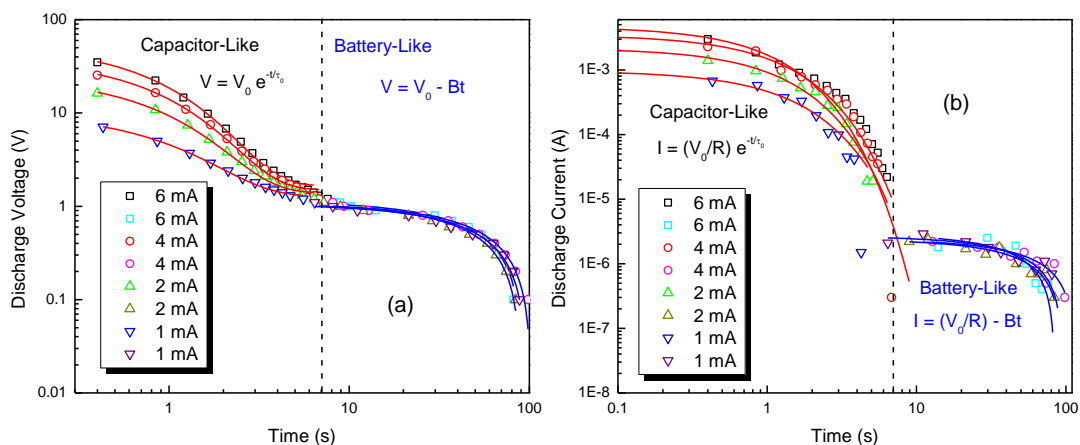 100
10
1
0.1
0.01
Discharge Voltage (V)
Capacitor-Like
V = V₀ e^{-t/τ₀}
Battery-Like
V = V₀ - Bt
6 mA
6 mA
4 mA
4 mA
2 mA
2 mA
1 mA
1 mA
(a)
1
10
100
Time (s)
1E-3
1E-4
1E-5
1E-6
1E-7
1E-8
Discharge Current (A)
(b)
Capacitor-Like
I = (V₀/R) e^{-t/τ₀}
6 mA
6 mA
4 mA
4 mA
2 mA
2 mA
1 mA
1 mA
Battery-Like
I = (V₀/R) - Bt
0.1
1
10
100
Time (s)